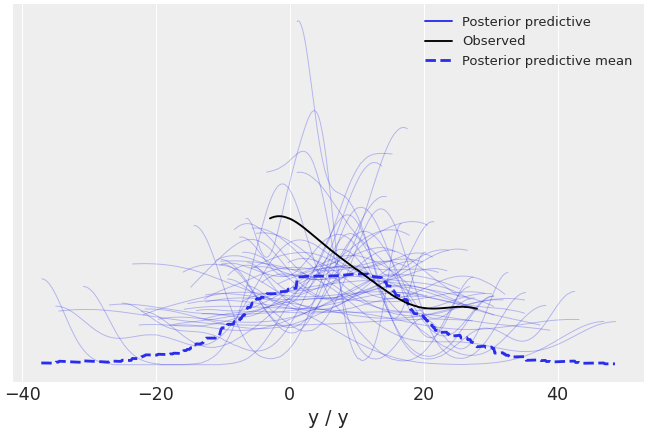 Posterior predictive
Observed
Posterior predictive mean
−40
−20
0
20
40
y / y